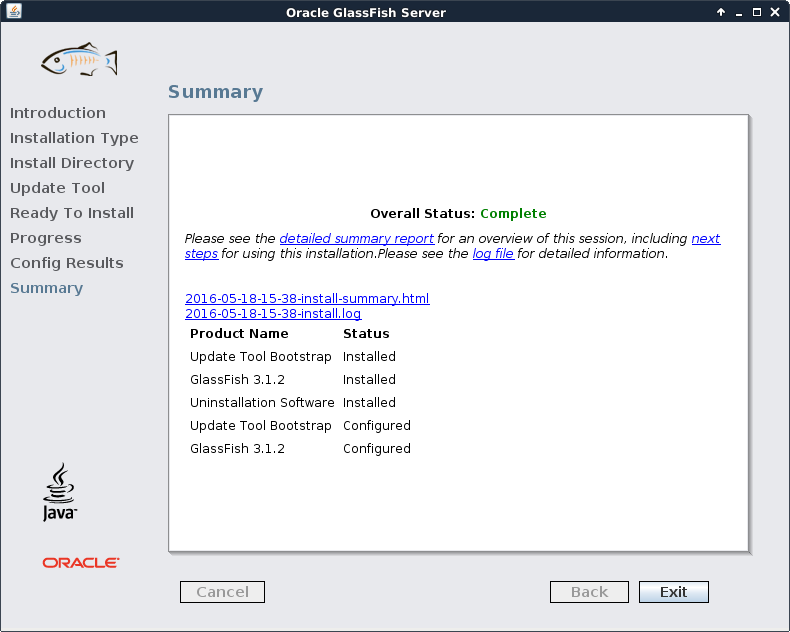 Oracle GlassFish Server
Summary
Introduction
Installation Type
Install Directory
Update Tool
Ready To Install
Progress
Config Results
Summary
Overall Status: Complete
Please see the detailed summary report for an overview of this session, including next
steps for using this installation.Please see the log file for detailed information.
2016-05-18-15-38-install-summary.html
2016-05-18-15-38-install.log
Product Name Status
Update Tool Bootstrap Installed
GlassFish 3.1.2 Installed
Uninstallation Software Installed
Update Tool Bootstrap Configured
GlassFish 3.1.2 Configured
Java
ORACLE
Cancel Back Exit